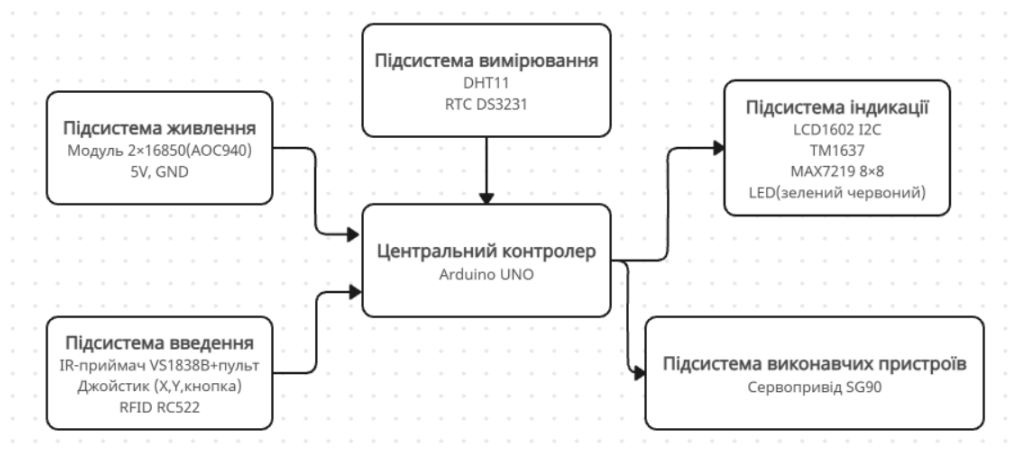 Підсистема вимірювання
DHT11
RTC DS3231
Підсистема живлення
Модуль 2×16850(AOC940)
5V, GND
Підсистема індикації
LCD1602 I2C
TM1637
MAX7219 8×8
LED(зелений червоний)
Центральний контролер
Arduino UNO
Підсистема введення
IR-приймач VS1838B+пульт
Джойстик (X,Y,кнопка)
RFID RC522
Підсистема виконавчих пристроїв
Сервопривід SG90